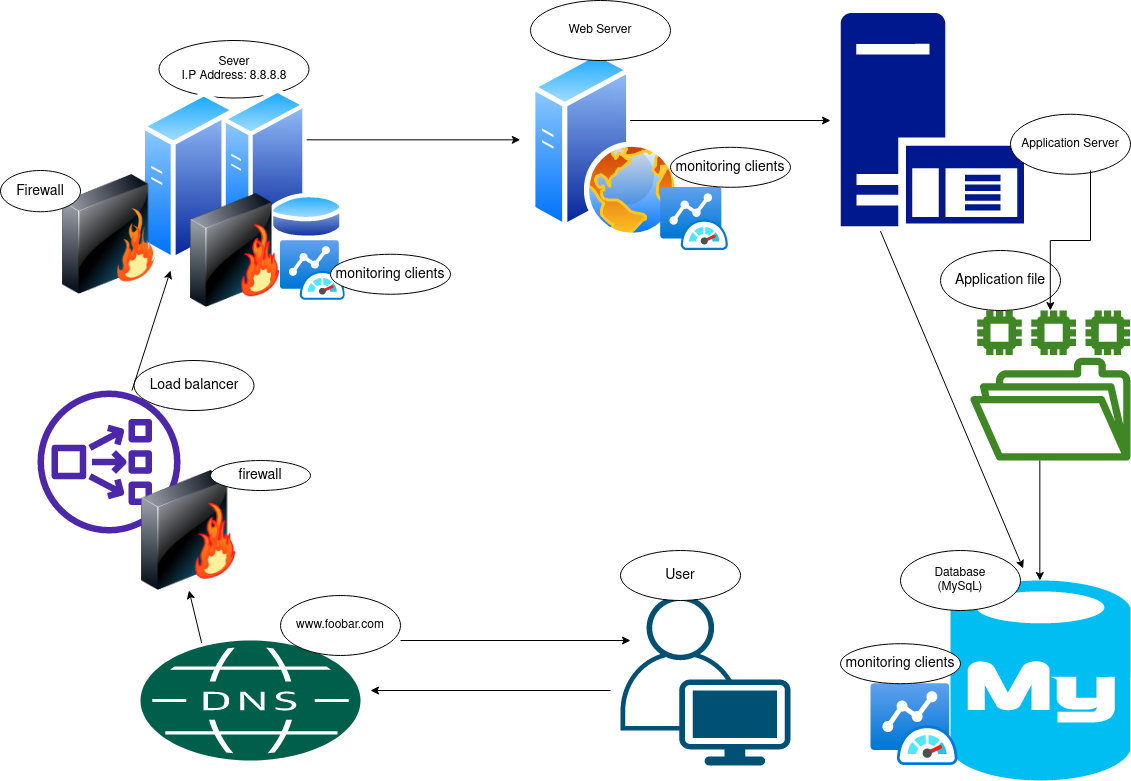 Web Server
Sever
I.P Address: 8.8.8.8
Application Server
monitoring clients
Firewall
monitoring clients
Application file
Load balancer
firewall
User
Database
(MySqL)
www.foobar.com
monitoring clients
DNS
My